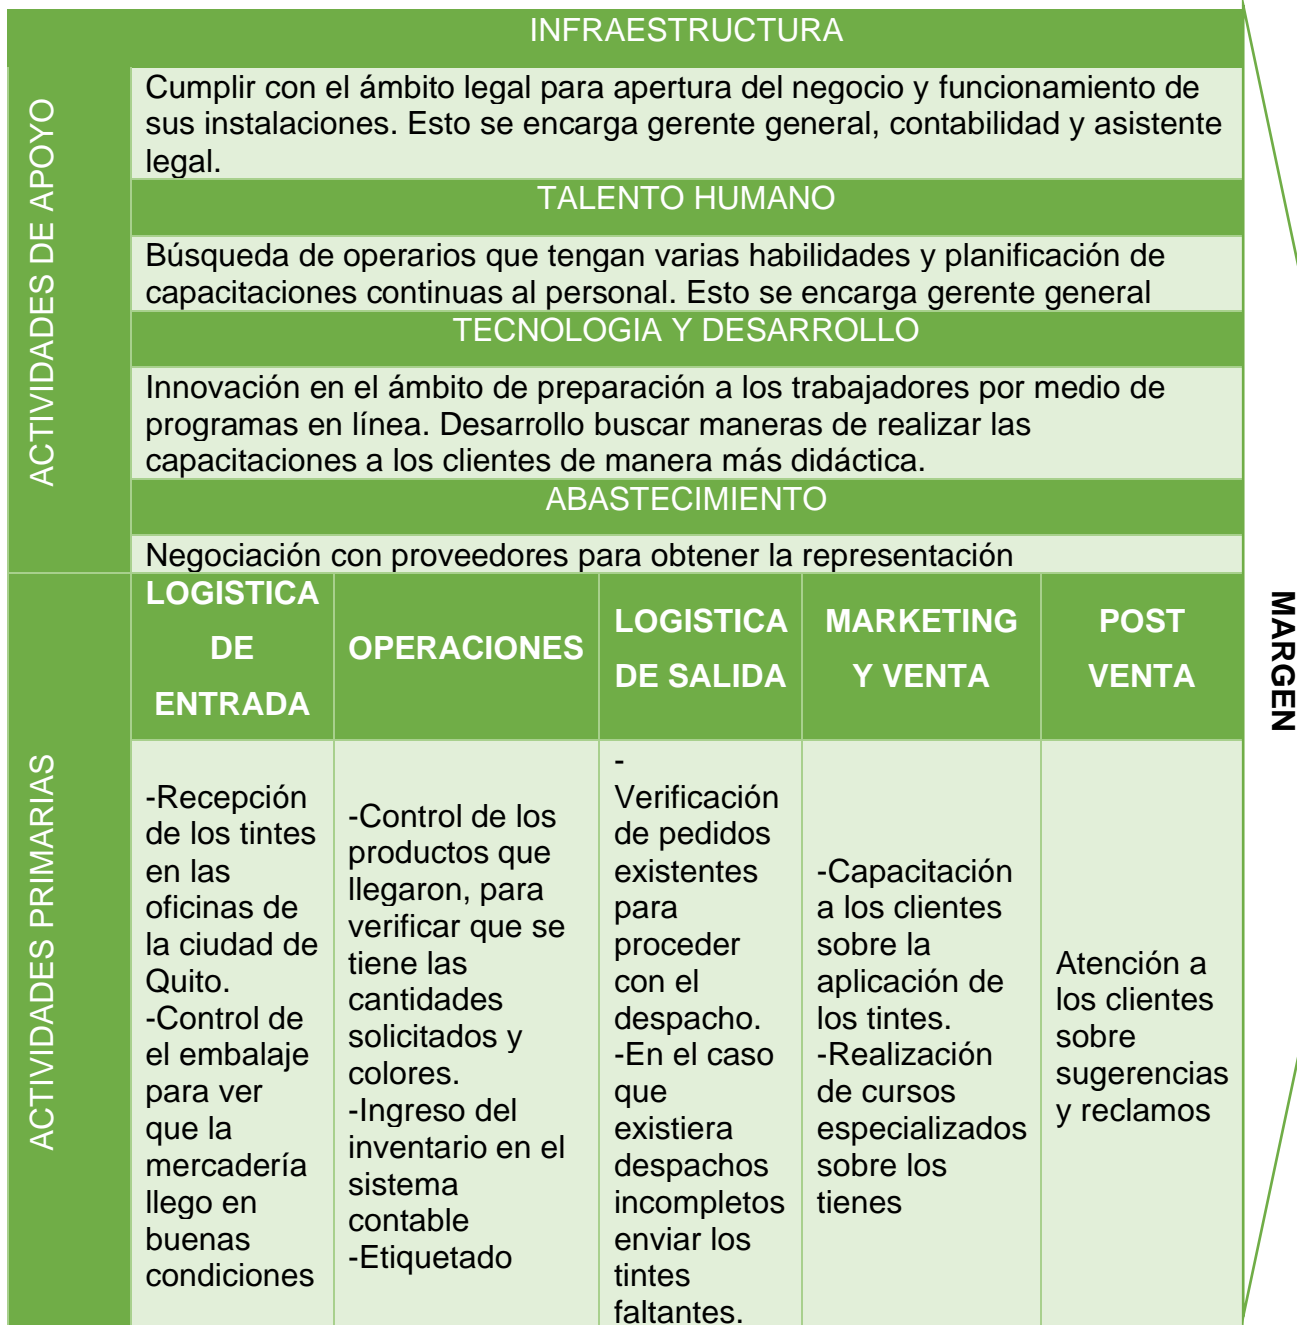 INFRAESTRUCTURA
ACTIVIDADES DE APOYO
Cumplir con el ámbito legal para apertura del negocio y funcionamiento de
sus instalaciones. Esto se encarga gerente general, contabilidad y asistente
legal.
TALENTO HUMANO
Búsqueda de operarios que tengan varias habilidades y planificación de
capacitaciones continuas al personal. Esto se encarga gerente general
TECNOLOGIA Y DESARROLLO
Innovación en el ámbito de preparación a los trabajadores por medio de
programas en línea. Desarrollo buscar maneras de realizar las
capacitaciones a los clientes de manera más didáctica.
ABASTECIMIENTO
Negociación con proveedores para obtener la representación
ACTIVIDADES PRIMARIAS
LOGISTICA
DE
ENTRADA
OPERACIONES
LOGISTICA
DE SALIDA
MARKETING
Y VENTA
POST
VENTA
-Recepción
de los tintes
en las
oficinas de
la ciudad de
Quito.
-Control de
el embalaje
para ver
que la
mercadería
llego en
buenas
condiciones
-Control de los
productos que
llegaron, para
verificar que se
tiene las
cantidades
solicitados y
colores.
-Ingreso del
inventario en el
sistema
contable
-Etiquetado
-
Verificación
de pedidos
existentes
para
proceder
con el
despacho.
-En el caso
que
existiera
despachos
incompletos
enviar los
tintes
faltantes.
-Capacitación
a los clientes
sobre la
aplicación de
los tintes.
-Realización
de cursos
especializados
sobre los
tienes
Atención a
los clientes
sobre
sugerencias
y reclamos
MARGEN